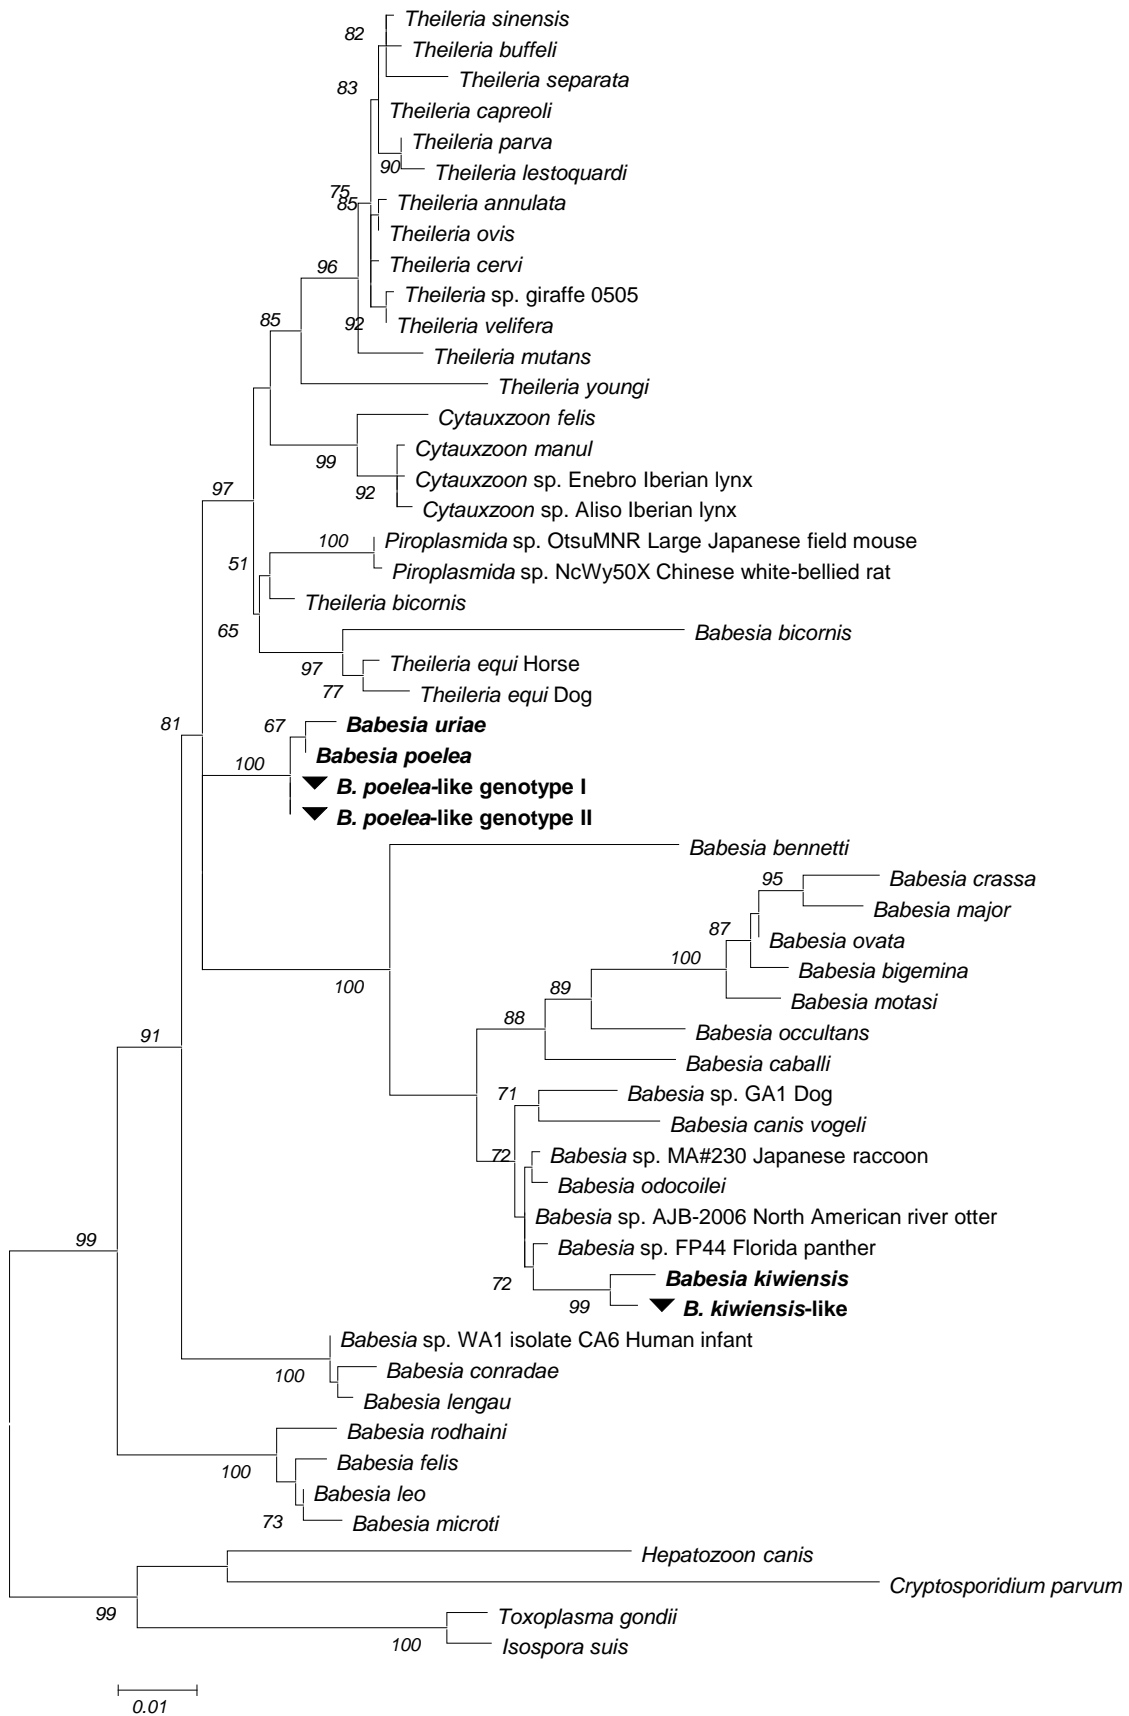 Theileria sinensis
82
Theileria buffeli
Theileria separata
83
Theileria capreoli
Theileria parva
90
Theileria lestoquardi
75
85
Theileria annulata
Theileria ovis
96
Theileria cervi
Theileria sp. giraffe 0505
85
92
Theileria velifera
Theileria mutans
Theileria youngi
Cytauxzoon felis
Cytauxzoon manul
99
Cytauxzoon sp. Enebro Iberian lynx
97
92
Cytauxzoon sp. Aliso Iberian lynx
100
Piroplasmida sp. OtsuMNR Large Japanese field mouse
51
Piroplasmida sp. NcWy50X Chinese white-bellied rat
Theileria bicornis
65
Babesia bicornis
97
Theileria equi Horse
77
Theileria equi Dog
81
67
Babesia uriae
Babesia poelea
100
B. poelea-like genotype I
B. poelea-like genotype II
Babesia bennetti
95
Babesia crassa
Babesia major
87
Babesia ovata
100
Babesia bigemina
100
89
Babesia motasi
88
Babesia occultans
91
Babesia caballi
71
Babesia sp. GA1 Dog
Babesia canis vogeli
72
Babesia sp. MA#230 Japanese raccoon
Babesia odocoilei
Babesia sp. AJB-2006 North American river otter
99
Babesia sp. FP44 Florida panther
72
Babesia kiwiensis
99
B. kiwiensis-like
Babesia sp. WA1 isolate CA6 Human infant
100
Babesia conradae
Babesia lengau
Babesia rodhaini
100
Babesia felis
Babesia leo
73
Babesia microti
Hepatozoon canis
Cryptosporidium parvum
99
Toxoplasma gondii
100
Isospora suis
0.01